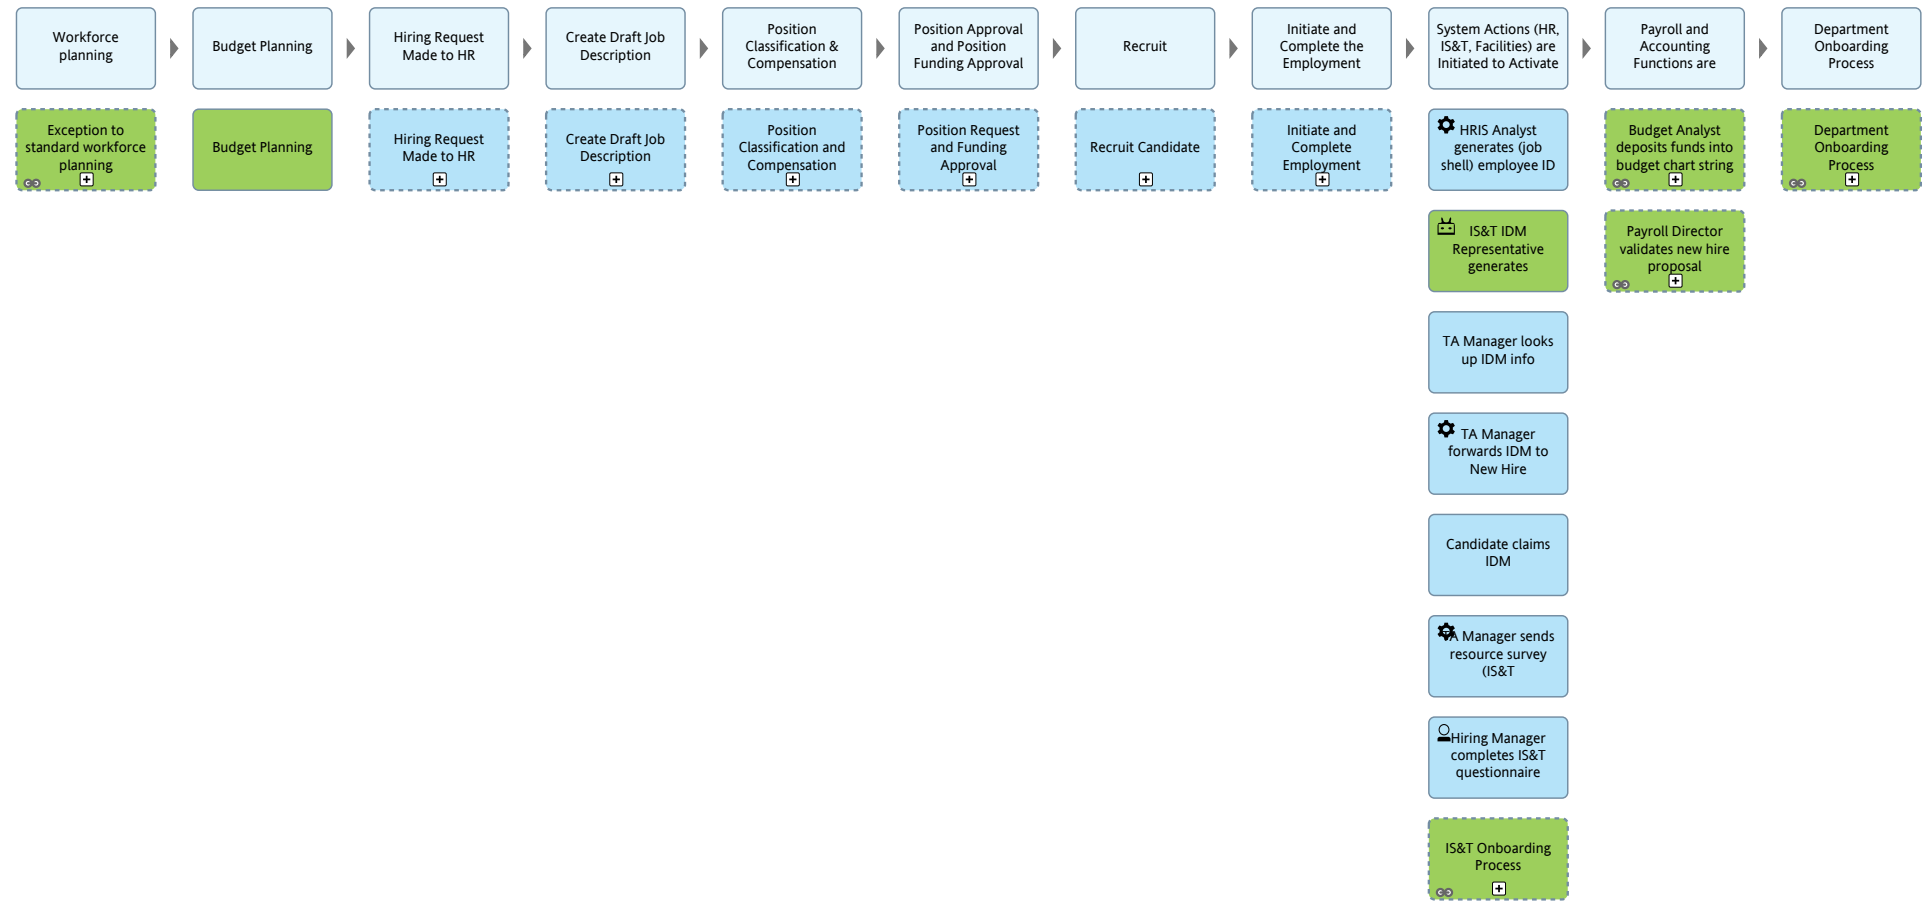 Workforce
planning
Budget Planning
Hiring Request
Made to HR
Create Draft Job
Description
Position
Classification &
Compensation
Position Approval
and Position
Funding Approval
Recruit
Initiate and
Complete the
Employment
System Actions (HR,
IS&T, Facilities) are
Initiated to Activate
Payroll and
Accounting
Functions are
Department
Onboarding
Process
Exception to
standard workforce
planning
Budget Planning
Hiring Request
Made to HR
Create Draft Job
Description
Position
Classification and
Compensation
Position Request
and Funding
Approval
Recruit Candidate
Initiate and
Complete
Employment
HRIS Analyst
generates (job
shell) employee ID
Budget Analyst
deposits funds into
budget chart string
Department
Onboarding
Process
IS&T IDM
Representative
generates
Payroll Director
validates new hire
proposal
TA Manager looks
up IDM info
TA Manager
forwards IDM to
New Hire
Candidate claims
IDM
TA Manager sends
resource survey
(IS&T
Hiring Manager
completes IS&T
questionnaire
IS&T Onboarding
Process